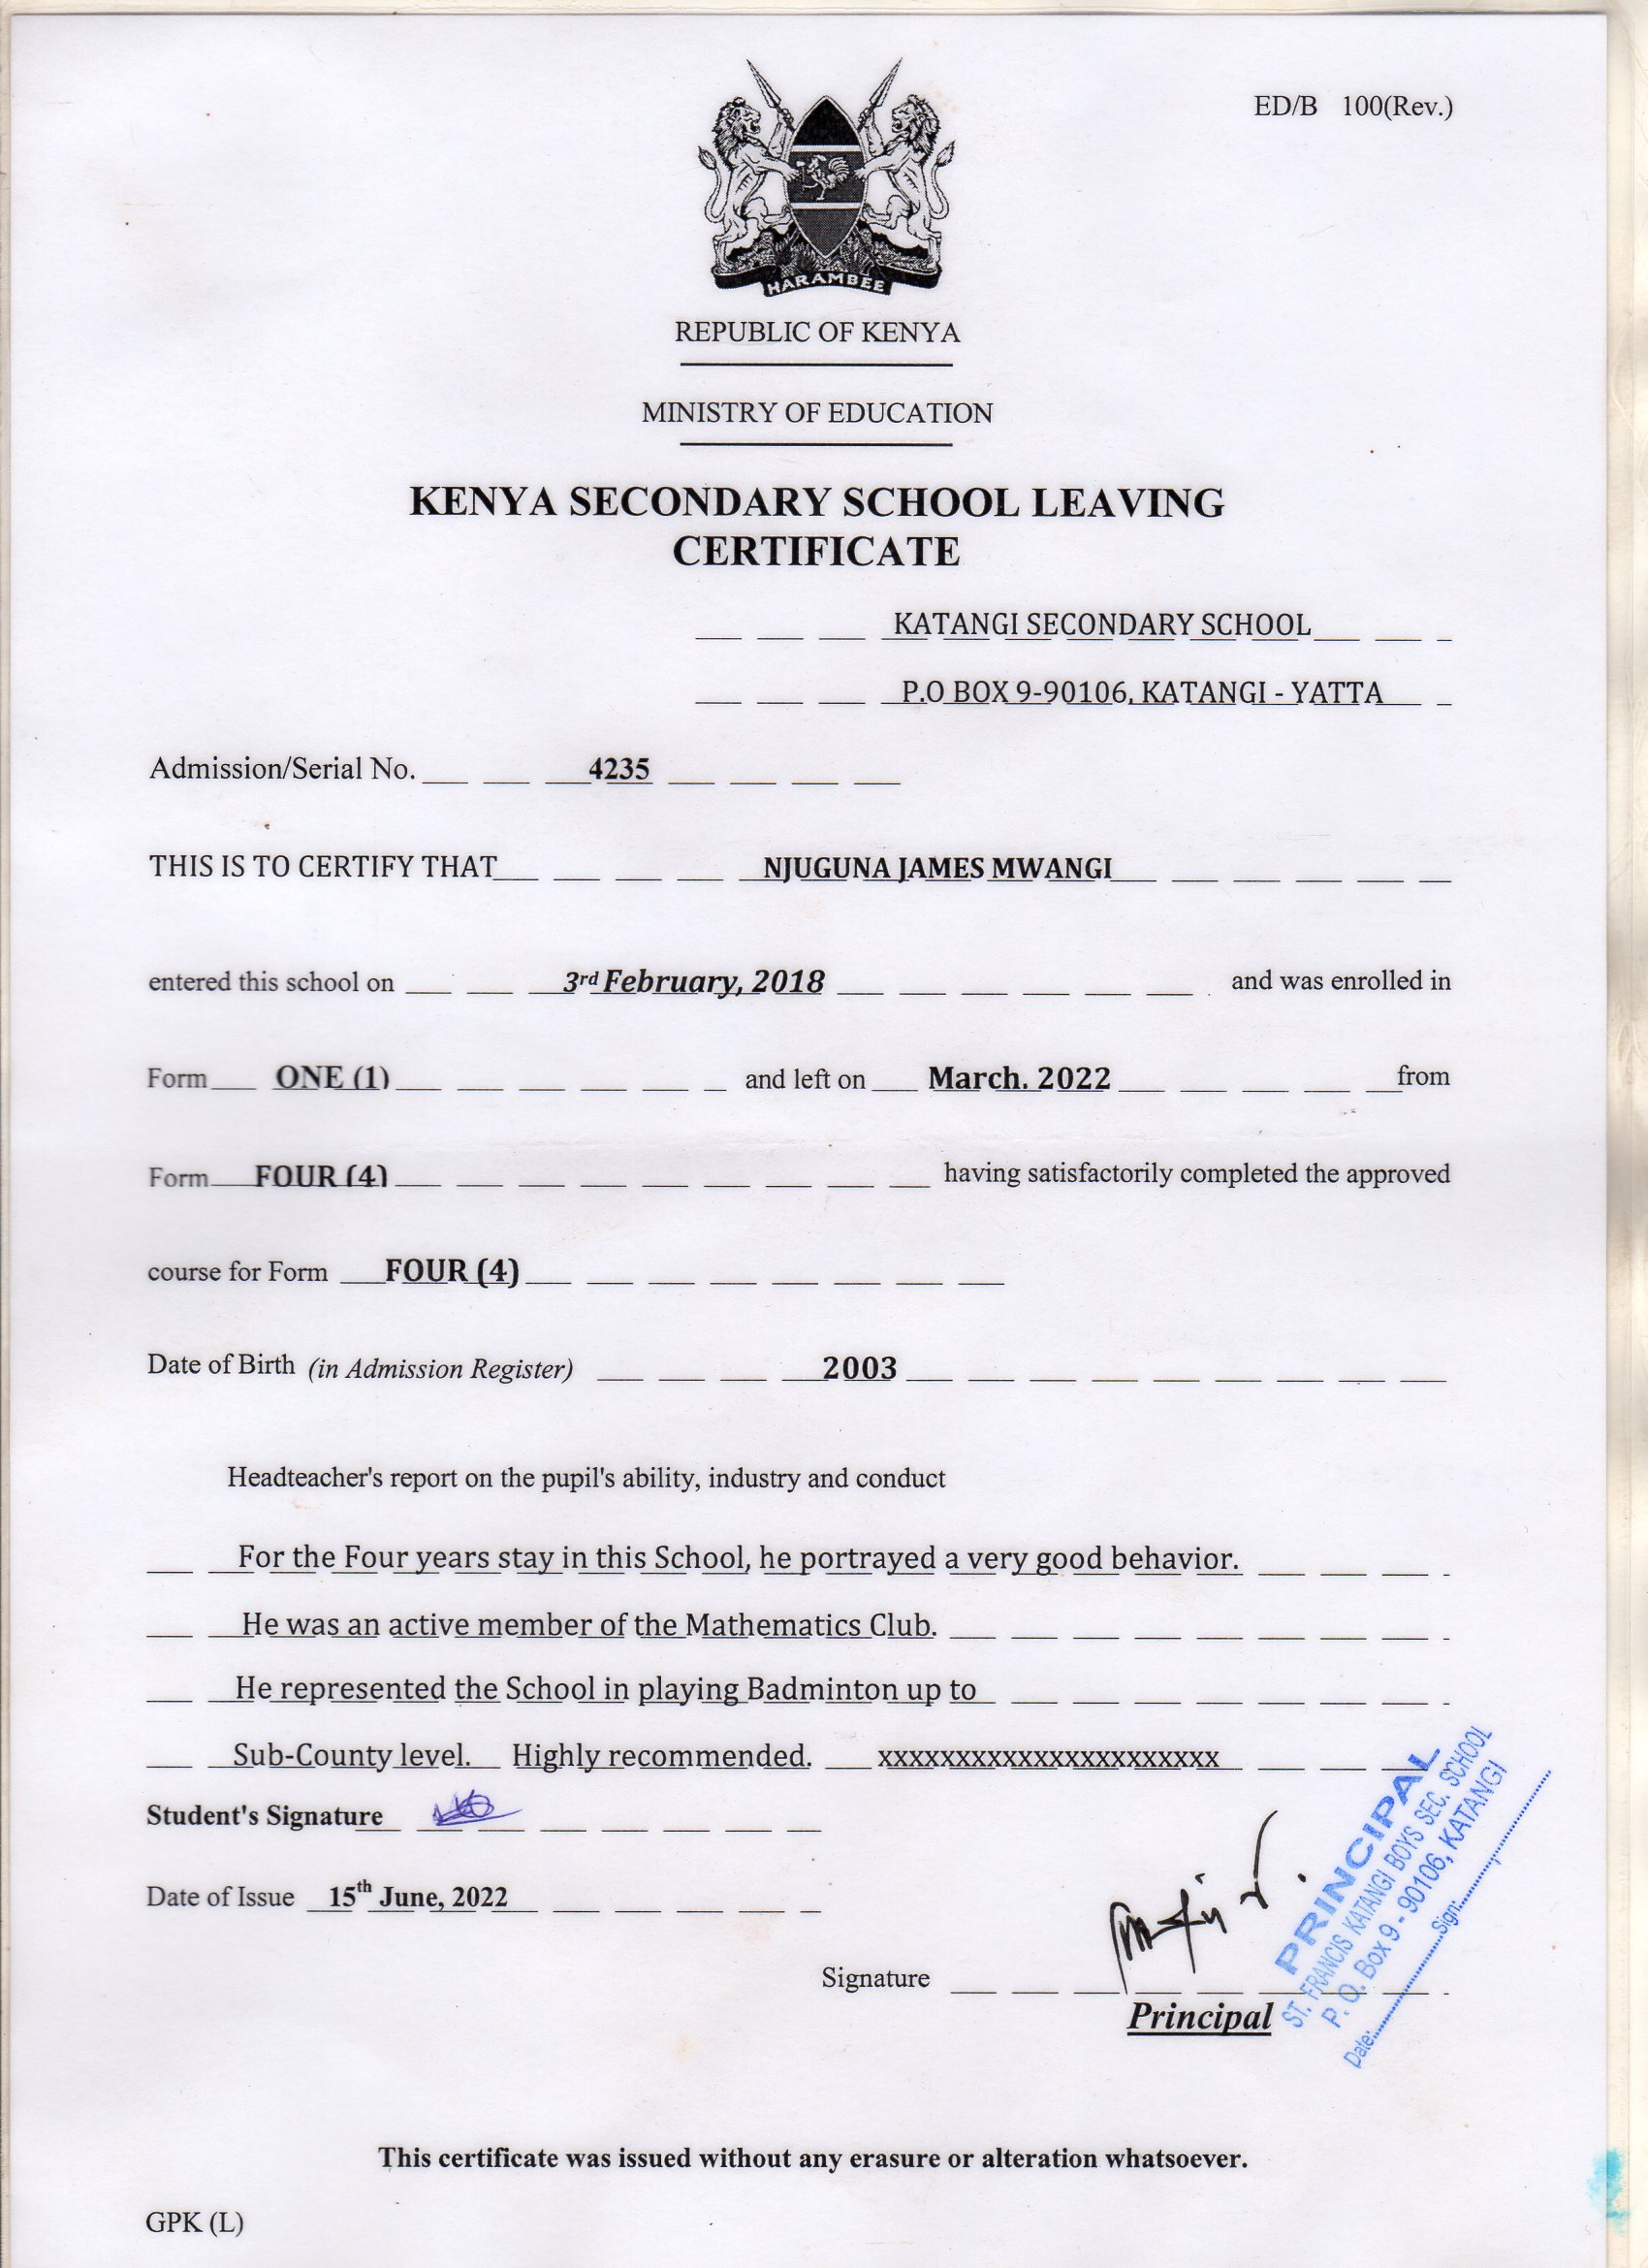 ED/B 100(Rev.)
HARAMBEE
REPUBLIC OF KENYA
MINISTRY OF EDUCATION
KENYA SECONDARY SCHOOL LEAVING
CERTIFICATE
KATANGI SECONDARY SCHOOL
P.O BOX 9-90106, KATANGI - YATTA
Admission/Serial No. 4235
THIS IS TO CERTIFY THAT NJUGUNA JAMES MWANGI
entered this school on 3rd February, 2018 and was enrolled in
Form ONE (1) and left on March. 2022 from
Form FOUR (4) having satisfactorily completed the approved
course for Form FOUR (4)
Date of Birth (in Admission Register) 2003
Headteacher's report on the pupil's ability, industry and conduct
For the Four years stay in this School, he portrayed a very good behavior.
He was an active member of the Mathematics Club.
He represented the School in playing Badminton up to
Sub-County level. Highly recommended. xxxxxxxxxxxxxxxxxxxxxx
Student's Signature
Date of Issue 15th June, 2022
Signature
Principal
PRINCIPAL
ST. FRANCIS KATANGI BOYS SEC. SCHOOL
P. O. Box 9 - 90106, KATANGI
Date:..................Sign:..................
This certificate was issued without any erasure or alteration whatsoever.
GPK (L)